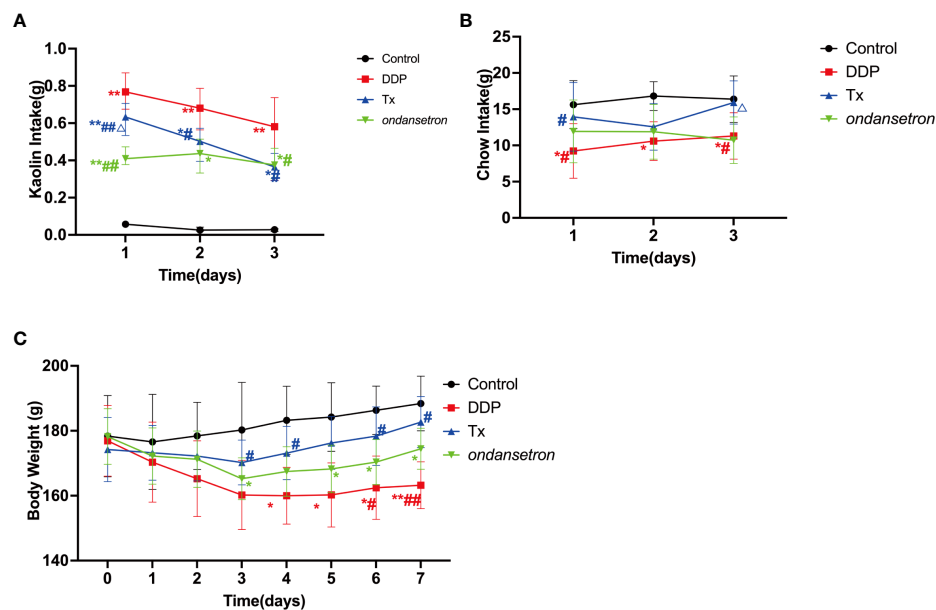 A
Kaolin Intake(g)
1.0
0.8
0.6
0.4
0.2
0.0
**
**
**
**##△
*#
*#
**##
*
*#
1 2 3
Time(days)
Control
DDP
Tx
ondansetron
B
Chow Intake(g)
25
20
15
10
5
0
#
△
*#
*
*#
1 2 3
Time(days)
Control
DDP
Tx
ondansetron
C
Body Weight (g)
200
180
160
140
#
#
#
#
*
*
*
*
*
*
*#
**##
0 1 2 3 4 5 6 7
Time(days)
Control
DDP
Tx
ondansetron